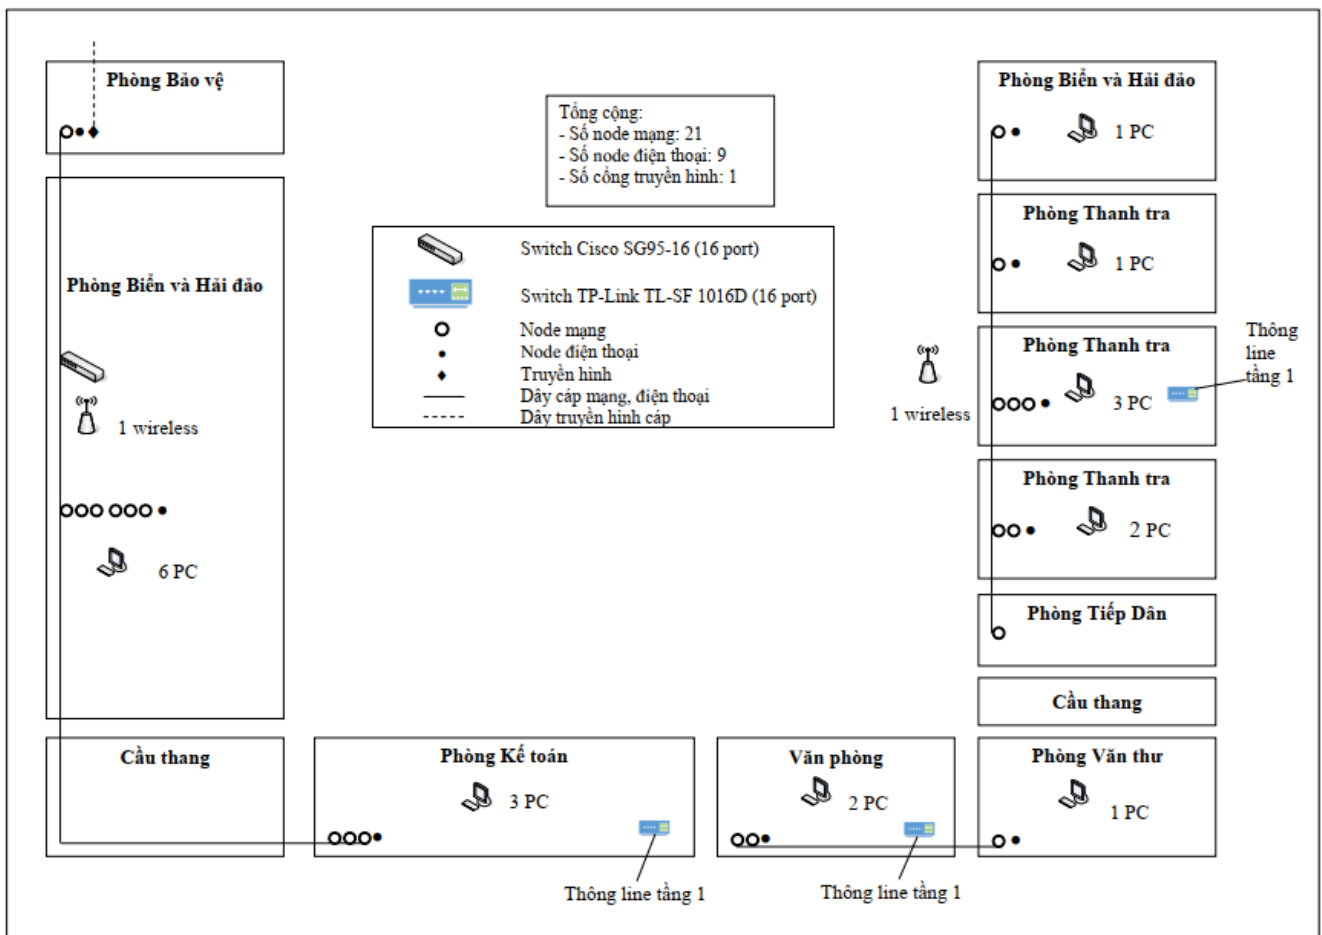 Phòng Bảo vệ
Phòng Biển và Hải đảo
1 wireless
6 PC
Cầu thang
Tổng cộng:
- Số node mạng: 21
- Số node điện thoại: 9
- Số cổng truyền hình: 1
Switch Cisco SG95-16 (16 port)
Switch TP-Link TL-SF 1016D (16 port)
Node mạng
Node điện thoại
Truyền hình
Dây cáp mạng, điện thoại
Dây truyền hình cáp
Phòng Biển và Hải đảo
1 PC
Phòng Thanh tra
1 PC
1 wireless
Phòng Thanh tra
3 PC
Thông
line
tầng 1
Phòng Thanh tra
2 PC
Phòng Tiếp Dân
Cầu thang
Phòng Kế toán
3 PC
Thông line tầng 1
Văn phòng
2 PC
Thông line tầng 1
Phòng Văn thư
1 PC